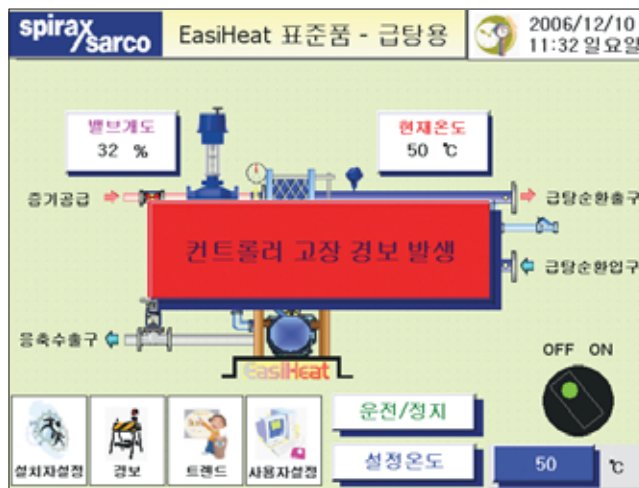 spirax
sarco
EasiHeat 표준품 - 급탕용
2006/12/10
11:32 일요일
밸브개도
32 %
현재온도
50 ℃
증기공급
급탕순환출구
컨트롤러 고장 경보 발생
급탕순환입구
응축수출구
EasiHeat
OFF ON
설치자설정
경보
트렌드
사용자설정
운전/정지
설정온도
50 ℃